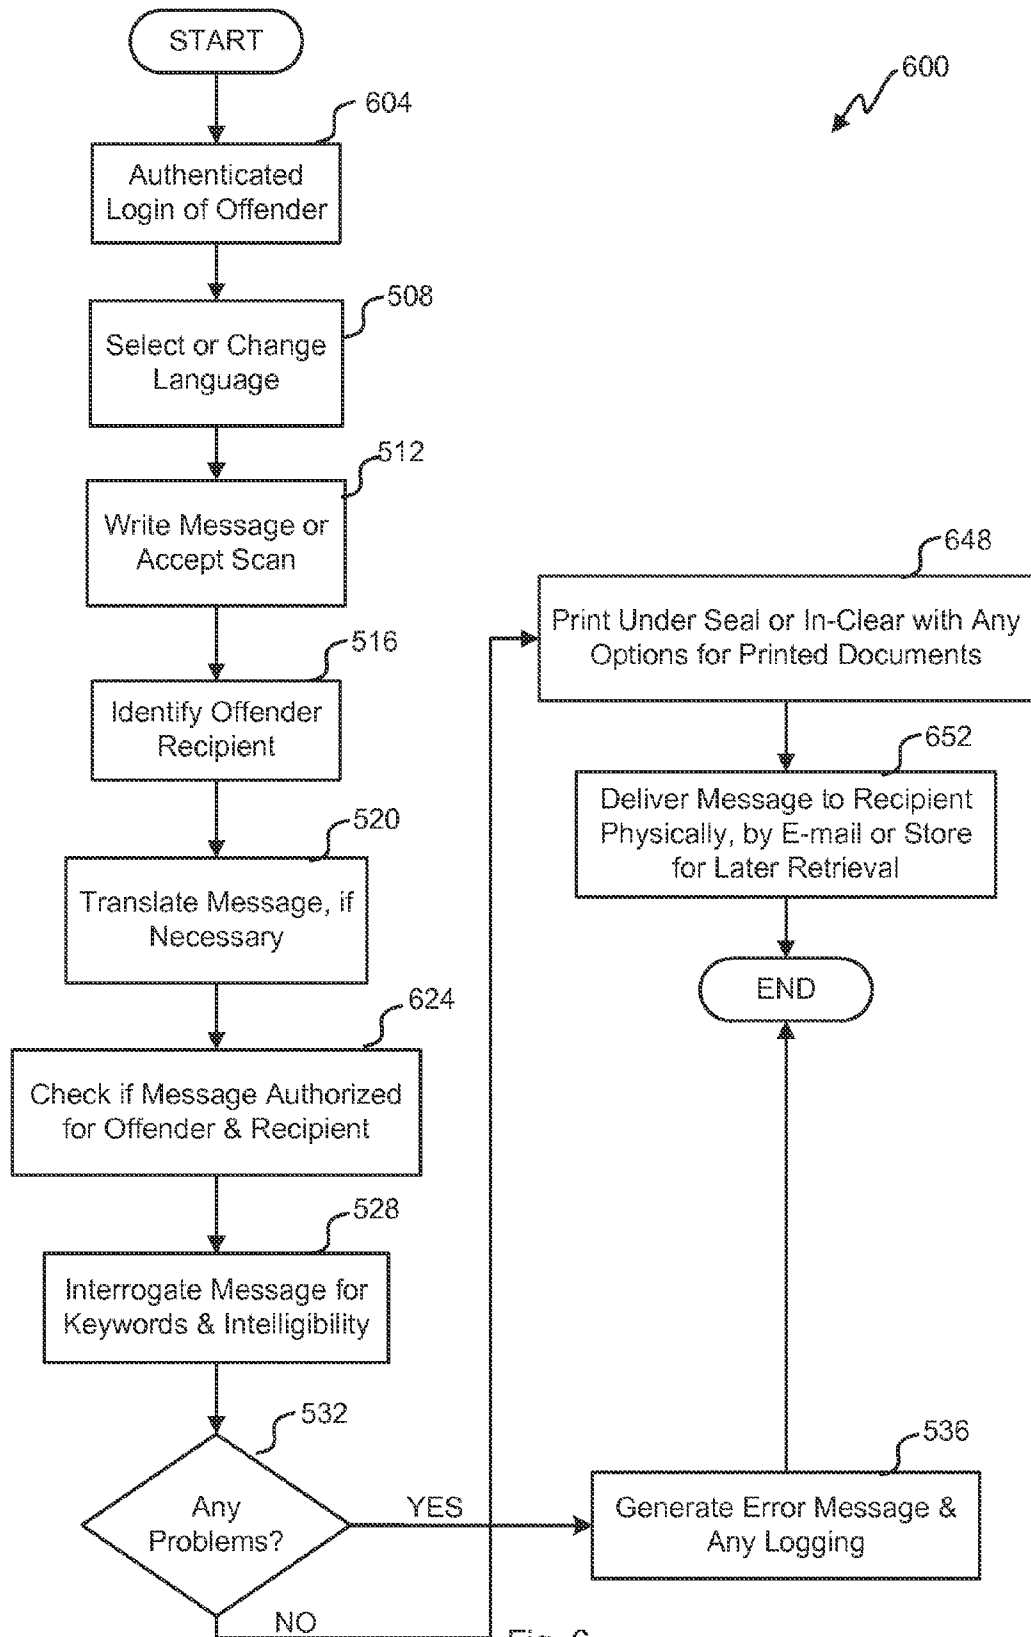 START
600
604
Authenticated
Login of Offender
508
Select or Change
Language
512
Write Message or
Accept Scan
516
Identify Offender
Recipient
520
Translate Message, if
Necessary
624
Check if Message Authorized
for Offender & Recipient
528
Interrogate Message for
Keywords & Intelligibility
532
Any
Problems?
YES
NO
648
Print Under Seal or In-Clear with Any
Options for Printed Documents
652
Deliver Message to Recipient
Physically, by E-mail or Store
for Later Retrieval
END
536
Generate Error Message &
Any Logging
Fig. 6